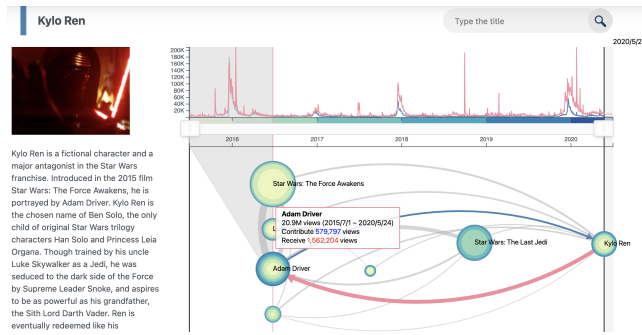 Kylo Ren
Type the title
2020/5/2
200K
180K
160K
140K
120K
100K
80K
60K
40K
20K
2016
2017
2018
2019
2020
Kylo Ren is a fictional character and a
major antagonist in the Star Wars
franchise. Introduced in the 2015 film
Star Wars: The Force Awakens, he is
portrayed by Adam Driver. Kylo Ren is
the chosen name of Ben Solo, the only
child of original Star Wars trilogy
characters Han Solo and Princess Leia
Organa. Though trained by his uncle
Luke Skywalker as a Jedi, he was
seduced to the dark side of the Force
by Supreme Leader Snoke, and aspires
to be as powerful as his grandfather,
the Sith Lord Darth Vader. Ren is
eventually redeemed like his
Star Wars: The Force Awakens
L
Adam Driver
20.9M views (2015/7/1 ~ 2020/5/24)
Contribute 579,797 views
Receive 1,562,204 views
Star Wars: The Last Jedi
Kylo Ren
Adam Driver